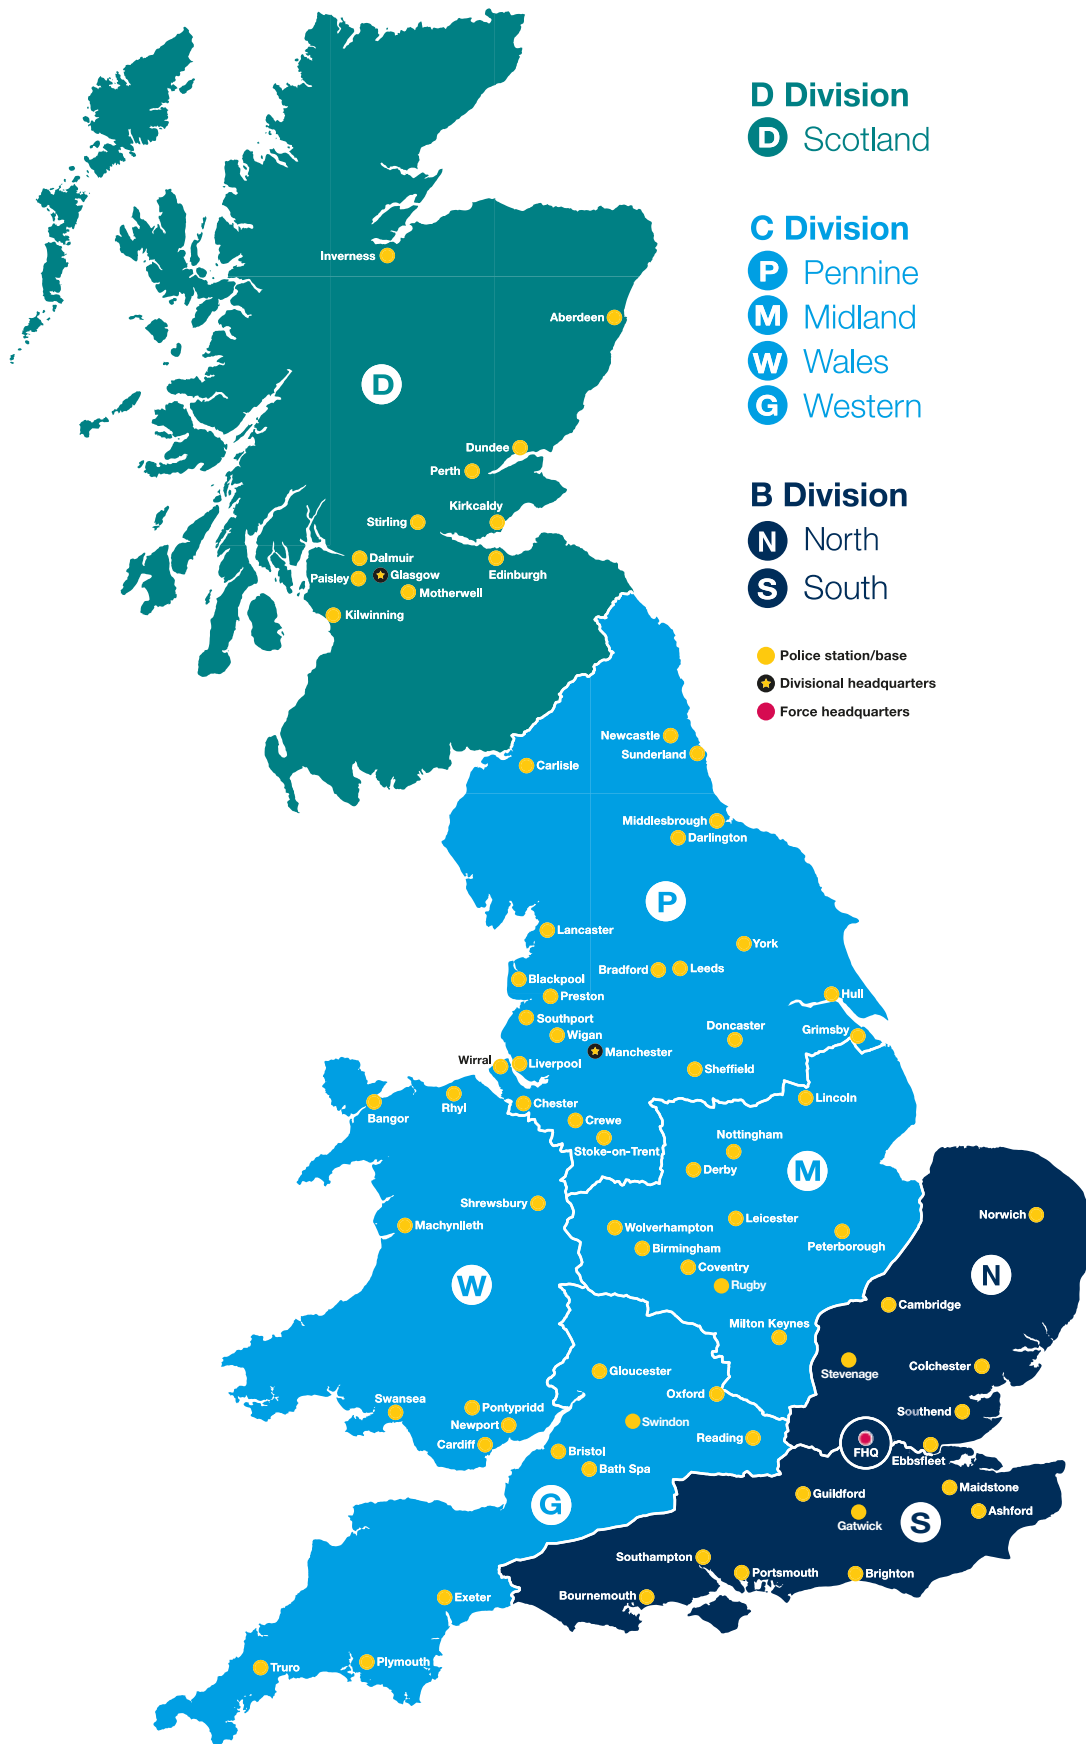 D Division
D Scotland
C Division
P Pennine
M Midland
W Wales
G Western
B Division
N North
S South
Police station/base
Divisional headquarters
Force headquarters
Inverness
Aberdeen
D
Dundee
Perth
Kirkcaldy
Stirling
Dalmuir
Edinburgh
Glasgow
Paisley
Motherwell
Kilwinning
Newcastle
Sunderland
Carlisle
Middlesbrough
Darlington
P
Lancaster
York
Bradford
Leeds
Blackpool
Preston
Hull
Southport
Doncaster
Grimsby
Wigan
Manchester
Wirral
Liverpool
Sheffield
Lincoln
Chester
Rhyl
Bangor
Crewe
Nottingham
Stoke-on-Trent
M
Derby
Shrewsbury
Norwich
Leicester
Machynlleth
Wolverhampton
Peterborough
Birmingham
Coventry
N
W
Rugby
Cambridge
Milton Keynes
Colchester
Gloucester
Stevenage
Oxford
Swansea
Pontypridd
Southend
Swindon
Newport
Reading
Cardiff
Bristol
FHQ
Ebbsfleet
Bath Spa
Maidstone
Guildford
G
Ashford
Gatwick
S
Southampton
Portsmouth
Brighton
Bournemouth
Exeter
Plymouth
Truro